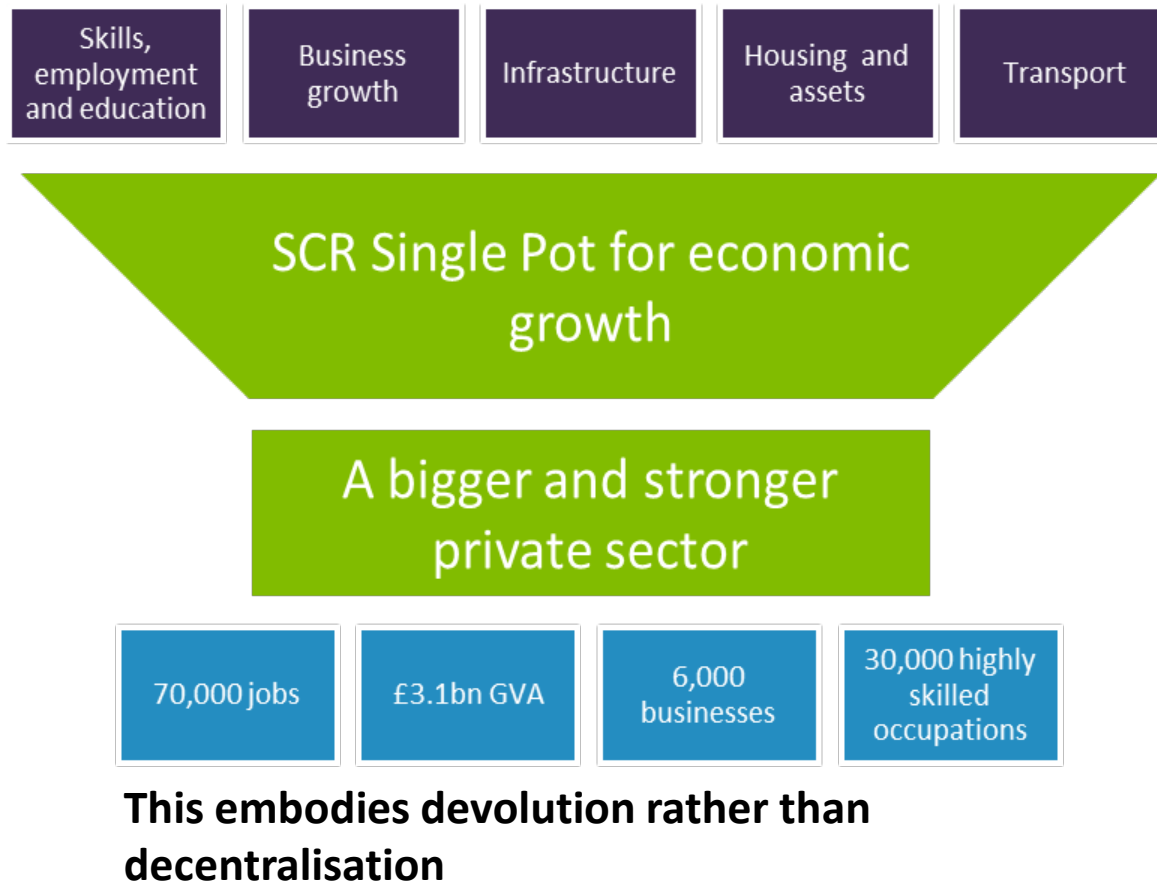 Skills,
employment
and education
Business
growth
Infrastructure
Housing and
assets
Transport
SCR Single Pot for economic
growth
A bigger and stronger
private sector
70,000 jobs
£3.1bn GVA
6,000
businesses
30,000 highly
skilled
occupations
This embodies devolution rather than
decentralisation